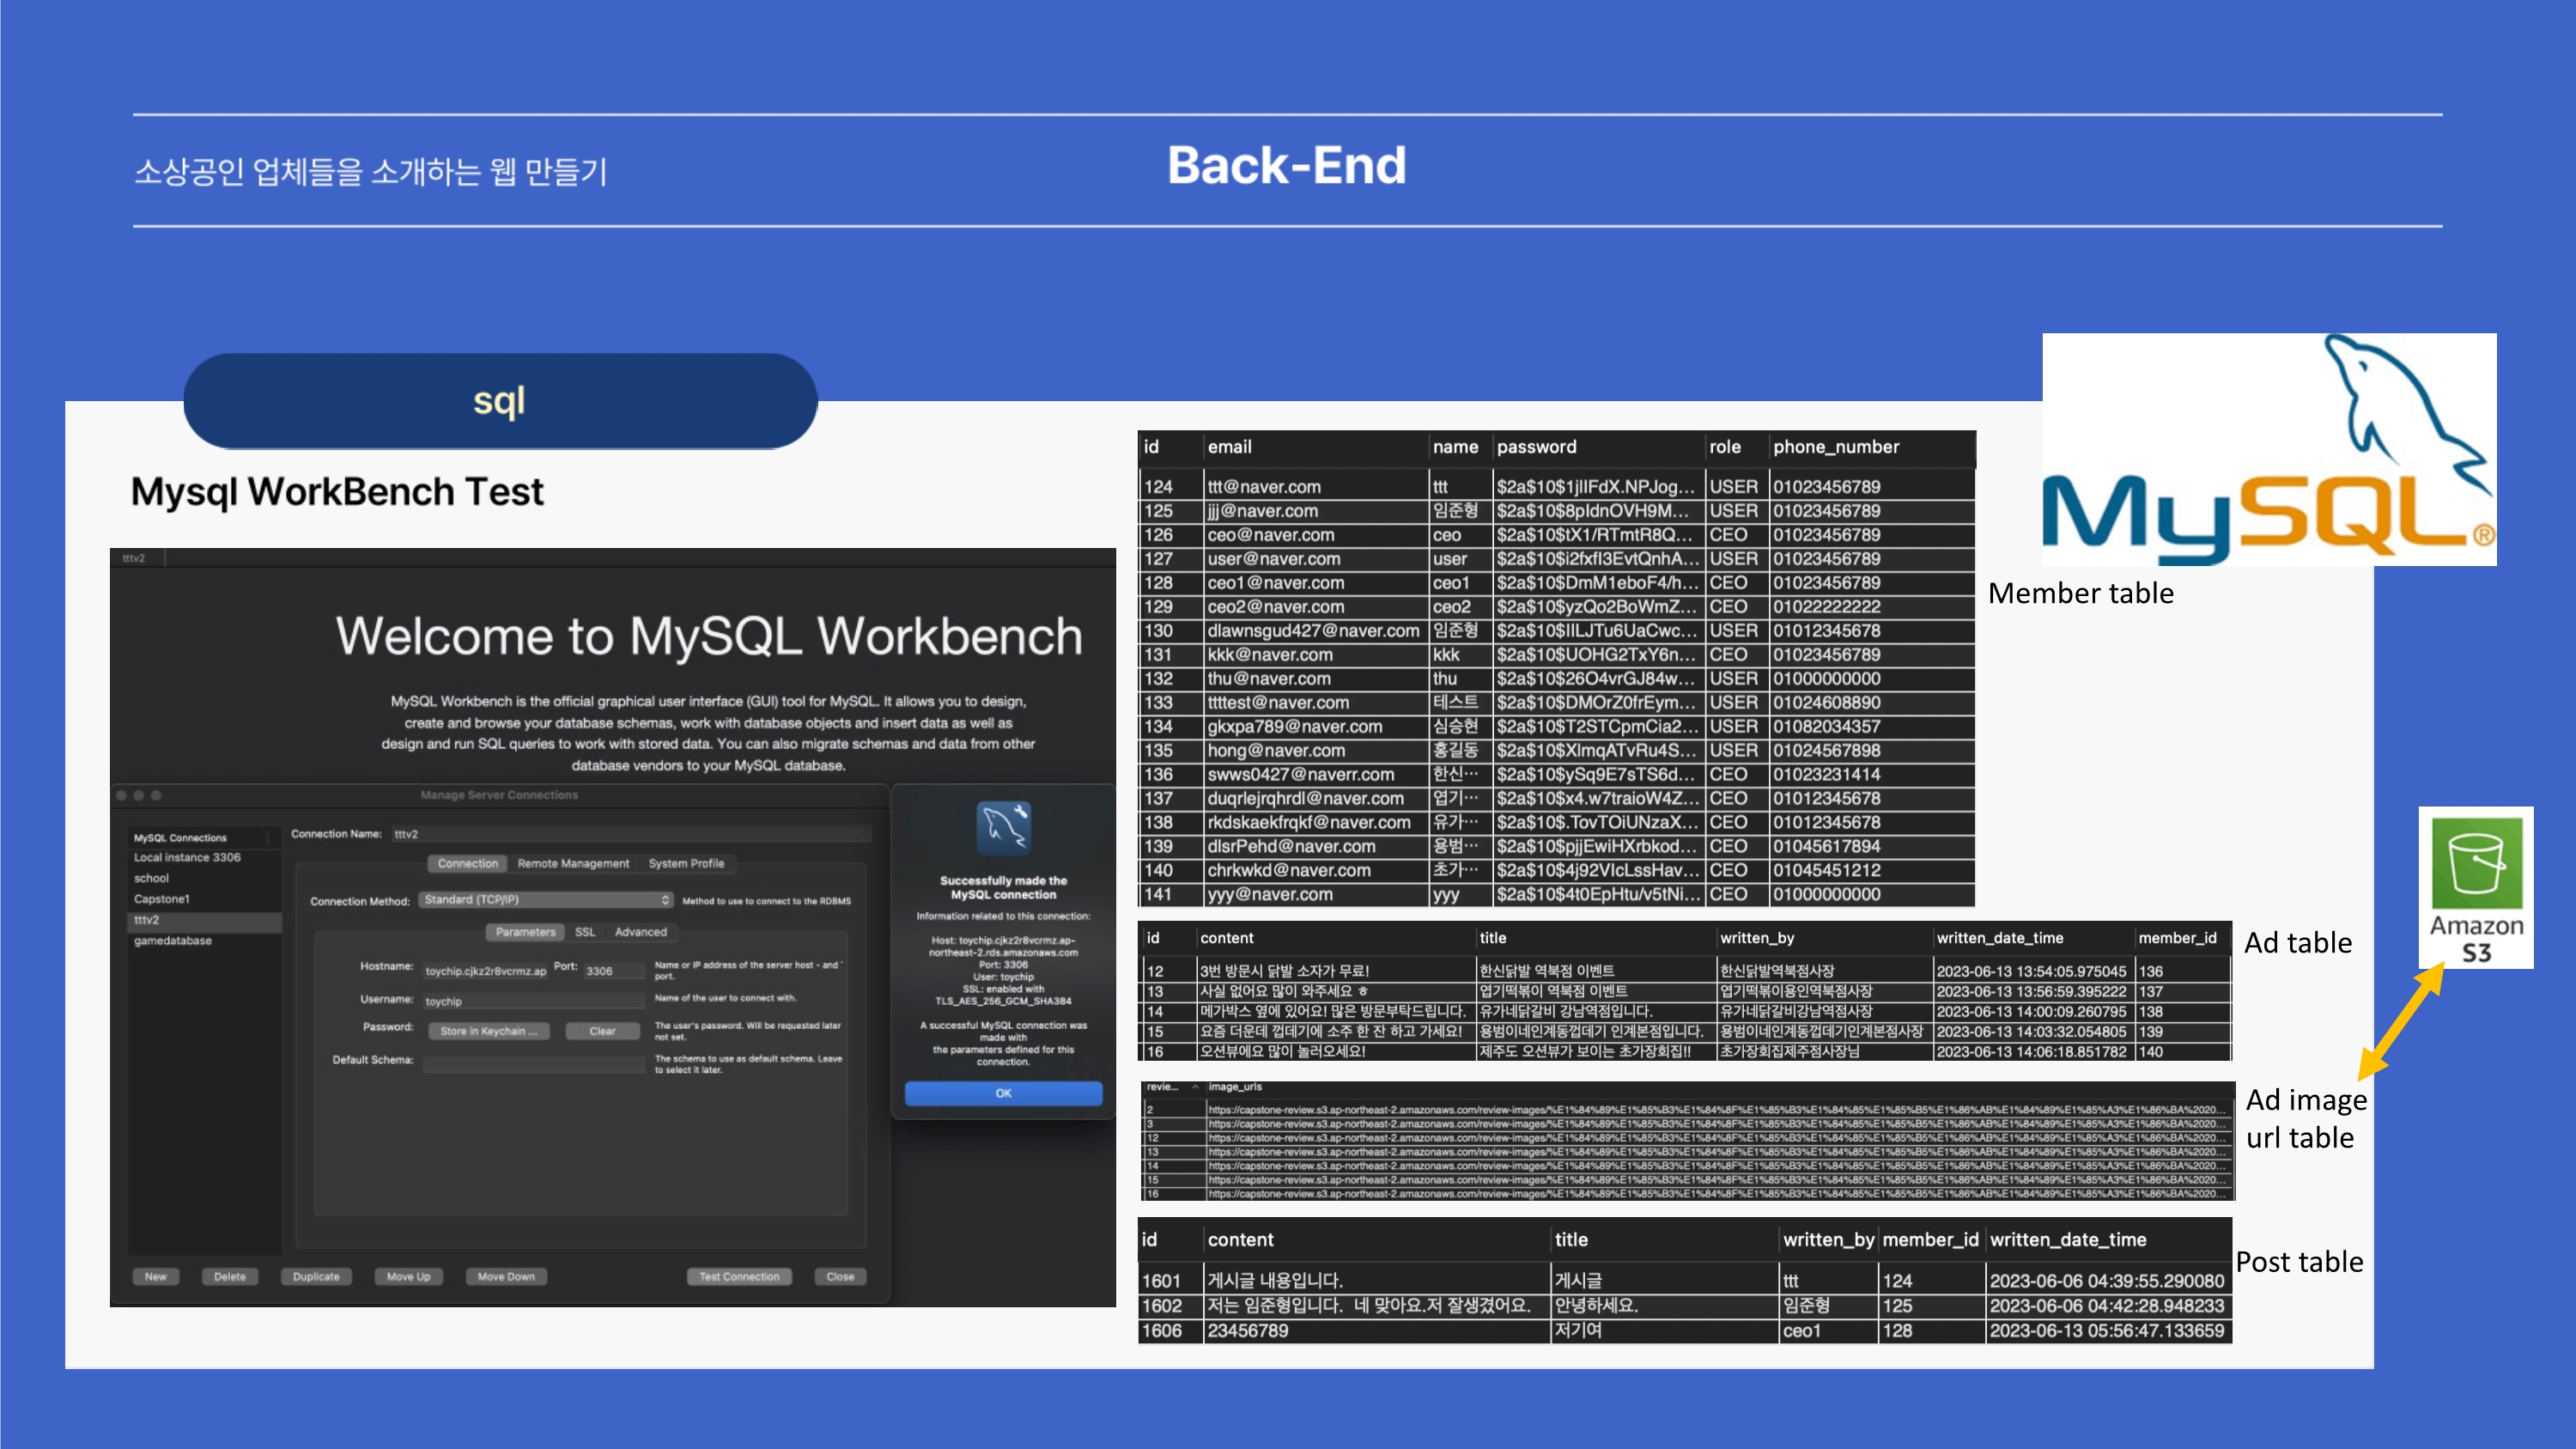 소상공인 업체들을 소개하는 웹 만들기
Back-End
sql
Mysql WorkBench Test
tttv2
Welcome to MySQL Workbench
MySQL Workbench is the official graphical user interface (GUI) tool for MySQL. It allows you to design,
create and browse your database schemas, work with database objects and insert data as well as
design and run SQL queries to work with stored data. You can also migrate schemas and data from other
database vendors to your MySQL database.
Manage Server Connections
MySQL Connections
Local instance 3306
school
Capstone1
tttv2
gamedatabase
Connection Name: tttv2
Connection Remote Management System Profile
Connection Method: Standard (TCP/IP) Method to use to connect to the RDBMS
Parameters SSL Advanced
Hostname: toychip.cjkz2r8vcrmz.ap Port: 3306 Name or IP address of the server host - and
port.
Username: toychip Name of the user to connect with.
Password: Store in Keychain ... Clear The user's password. Will be requested later
not set.
Default Schema: The schema to use as default schema. Leave
to select it later.
New Delete Duplicate Move Up Move Down Test Connection Close
Successfully made the
MySQL connection
Information related to this connection:
Host: toychip.cjkz2r8vcrmz.ap-
northeast-2.rds.amazonaws.com
Port: 3306
User: toychip
SSL: enabled with
TLS_AES_256_GCM_SHA384
A successful MySQL connection was
made with
the parameters defined for this
connection.
OK
id email name password role phone_number
124 ttt@naver.com ttt $2a$10$1jlIFdX.NPJog... USER 01023456789
125 jjj@naver.com 임준형 $2a$10$8pIdnOVH9M... USER 01023456789
126 ceo@naver.com ceo $2a$10$tX1/RTmtR8Q... CEO 01023456789
127 user@naver.com user $2a$10$i2fxfI3EvtQnhA... USER 01023456789
128 ceo1@naver.com ceo1 $2a$10$DmM1eboF4/h... CEO 01023456789
129 ceo2@naver.com ceo2 $2a$10$yzQo2BoWmZ... CEO 01022222222
130 dlawnsgud427@naver.com 임준형 $2a$10$IILJTu6UaCwc... USER 01012345678
131 kkk@naver.com kkk $2a$10$UOHG2TxY6n... CEO 01023456789
132 thu@naver.com thu $2a$10$26O4vrGJ84w... USER 01000000000
133 ttttest@naver.com 테스트 $2a$10$DMOrZ0frEym... USER 01024608890
134 gkxpa789@naver.com 심승현 $2a$10$T2STCpmCia2... USER 01082034357
135 hong@naver.com 홍길동 $2a$10$XlmqATvRu4S... USER 01024567898
136 swws0427@naverr.com 한신… $2a$10$ySq9E7sTS6d... CEO 01023231414
137 duqrlejrqhrdl@naver.com 엽기… $2a$10$x4.w7traioW4Z... CEO 01012345678
138 rkdskaekfrqkf@naver.com 유가… $2a$10$.TovTOiUNzaX... CEO 01012345678
139 dlsrPehd@naver.com 용범… $2a$10$pjjEwiHXrbkod... CEO 01045617894
140 chrkwkd@naver.com 초가… $2a$10$4j92VIcLssHav... CEO 01045451212
141 yyy@naver.com yyy $2a$10$4t0EpHtu/v5tNi... CEO 01000000000
MySQL®
Member table
id content title written_by written_date_time member_id
12 3번 방문시 닭발 소자가 무료! 한신닭발 역북점 이벤트 한신닭발역북점사장 2023-06-13 13:54:05.975045 136
13 사실 없어요 많이 와주세요 ㅎ 엽기떡볶이 역북점 이벤트 엽기떡볶이용인역북점사장 2023-06-13 13:56:59.395222 137
14 메가박스 옆에 있어요! 많은 방문부탁드립니다. 유가네닭갈비 강남역점입니다. 유가네닭갈비강남역점사장 2023-06-13 14:00:09.260795 138
15 요즘 더운데 껍데기에 소주 한 잔 하고 가세요! 용범이네인계동껍데기 인계본점입니다. 용범이네인계동껍데기인계본점사장 2023-06-13 14:03:32.054805 139
16 오션뷰에요 많이 놀러오세요! 제주도 오션뷰가 보이는 초가장회집!! 초가장회집제주점사장님 2023-06-13 14:06:18.851782 140
Ad table
Amazon
S3
revie... image_urls
2 https://capstone-review.s3.ap-northeast-2.amazonaws.com/review-images/%E1%84%89%E1%85%B3%E1%84%8F%E1%85%B3%E1%84%85%E1%85%B5%E1%86%AB%E1%84%89%E1%85%A3%E1%86%BA%2020...
3 https://capstone-review.s3.ap-northeast-2.amazonaws.com/review-images/%E1%84%89%E1%85%B3%E1%84%8F%E1%85%B3%E1%84%85%E1%85%B5%E1%86%AB%E1%84%89%E1%85%A3%E1%86%BA%2020...
12 https://capstone-review.s3.ap-northeast-2.amazonaws.com/review-images/%E1%84%89%E1%85%B3%E1%84%8F%E1%85%B3%E1%84%85%E1%85%B5%E1%86%AB%E1%84%89%E1%85%A3%E1%86%BA%2020...
13 https://capstone-review.s3.ap-northeast-2.amazonaws.com/review-images/%E1%84%89%E1%85%B3%E1%84%8F%E1%85%B3%E1%84%85%E1%85%B5%E1%86%AB%E1%84%89%E1%85%A3%E1%86%BA%2020...
14 https://capstone-review.s3.ap-northeast-2.amazonaws.com/review-images/%E1%84%89%E1%85%B3%E1%84%8F%E1%85%B3%E1%84%85%E1%85%B5%E1%86%AB%E1%84%89%E1%85%A3%E1%86%BA%2020...
15 https://capstone-review.s3.ap-northeast-2.amazonaws.com/review-images/%E1%84%89%E1%85%B3%E1%84%8F%E1%85%B3%E1%84%85%E1%85%B5%E1%86%AB%E1%84%89%E1%85%A3%E1%86%BA%2020...
16 https://capstone-review.s3.ap-northeast-2.amazonaws.com/review-images/%E1%84%89%E1%85%B3%E1%84%8F%E1%85%B3%E1%84%85%E1%85%B5%E1%86%AB%E1%84%89%E1%85%A3%E1%86%BA%2020...
Ad image
url table
id content title written_by member_id written_date_time
1601 게시글 내용입니다. 게시글 ttt 124 2023-06-06 04:39:55.290080
1602 저는 임준형입니다. 네 맞아요.저 잘생겼어요. 안녕하세요. 임준형 125 2023-06-06 04:42:28.948233
1606 23456789 저기여 ceo1 128 2023-06-13 05:56:47.133659
Post table